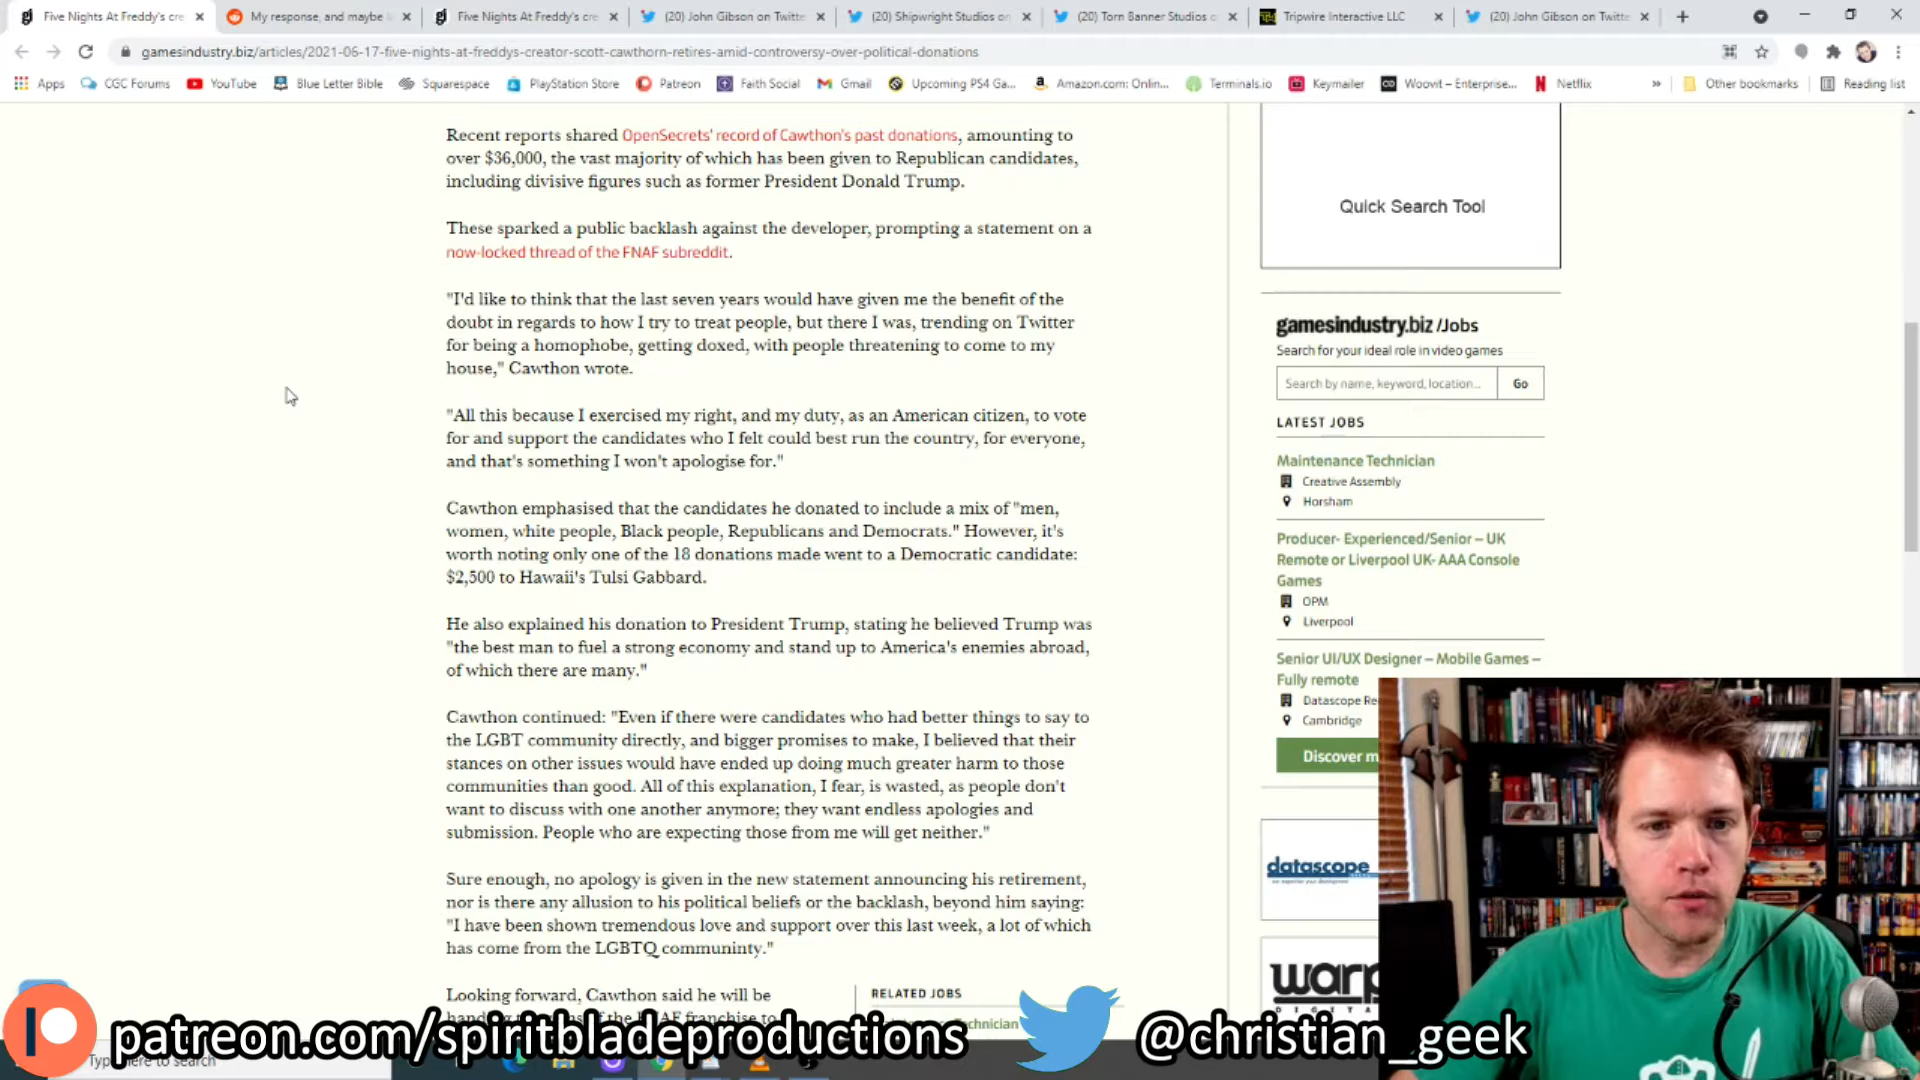 Five Nights At Freddy's cre
My response, and maybe
Five Nights At Freddy's cre
(20) John Gibson on Twitte
(20) Shipwright Studios on
(20) Torn Banner Studios o
Tripwire Interactive LLC
(20) John Gibson on Twitte
gamesindustry.biz/articles/2021-06-17-five-nights-at-freddys-creator-scott-cawthorn-retires-amid-controversy-over-political-donations
Apps
CGC Forums
YouTube
Blue Letter Bible
Squarespace
PlayStation Store
Patreon
Faith Social
Gmail
Upcoming PS4 Ga...
Amazon.com: Onlin...
Terminals.io
Keymailer
Woovit – Enterprise...
Netflix
»
Other bookmarks
Reading list
Recent reports shared OpenSecrets' record of Cawthon's past donations, amounting to
over $36,000, the vast majority of which has been given to Republican candidates,
including divisive figures such as former President Donald Trump.
These sparked a public backlash against the developer, prompting a statement on a
now-locked thread of the FNAF subreddit.
"I'd like to think that the last seven years would have given me the benefit of the
doubt in regards to how I try to treat people, but there I was, trending on Twitter
for being a homophobe, getting doxed, with people threatening to come to my
house," Cawthon wrote.
"All this because I exercised my right, and my duty, as an American citizen, to vote
for and support the candidates who I felt could best run the country, for everyone,
and that's something I won't apologise for."
Cawthon emphasised that the candidates he donated to include a mix of "men,
women, white people, Black people, Republicans and Democrats." However, it's
worth noting only one of the 18 donations made went to a Democratic candidate:
$2,500 to Hawaii's Tulsi Gabbard.
He also explained his donation to President Trump, stating he believed Trump was
"the best man to fuel a strong economy and stand up to America's enemies abroad,
of which there are many."
Cawthon continued: "Even if there were candidates who had better things to say to
the LGBT community directly, and bigger promises to make, I believed that their
stances on other issues would have ended up doing much greater harm to those
communities than good. All of this explanation, I fear, is wasted, as people don't
want to discuss with one another anymore; they want endless apologies and
submission. People who are expecting those from me will get neither."
Sure enough, no apology is given in the new statement announcing his retirement,
nor is there any allusion to his political beliefs or the backlash, beyond him saying:
"I have been shown tremendous love and support over this last week, a lot of which
has come from the LGBTQ communinty."
Looking forward, Cawthon said he will be
RELATED JOBS
Technician
Quick Search Tool
gamesindustry.biz /Jobs
Search for your ideal role in video games
Search by name, keyword, location...
Go
LATEST JOBS
Maintenance Technician
Creative Assembly
Horsham
Producer- Experienced/Senior – UK
Remote or Liverpool UK- AAA Console
Games
OPM
Liverpool
Senior UI/UX Designer – Mobile Games –
Fully remote
Datascope Re
Cambridge
Discover m
datascope
warp
DIGITA
patreon.com/spiritbladeproductions
@christian_geek
here to search